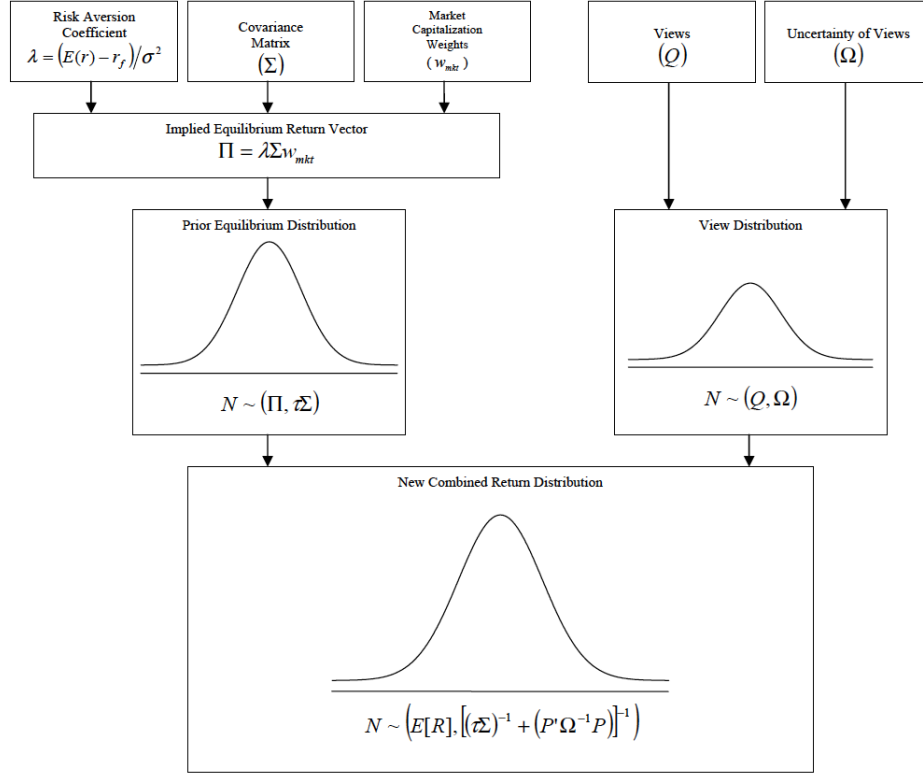 Risk Aversion
Coefficient
λ = (E(r) − r_f)/σ²
Covariance
Matrix
(Σ)
Market
Capitalization
Weights
(w_mkt)
Views
(Q)
Uncertainty of Views
(Ω)
Implied Equilibrium Return Vector
Π = λΣw_mkt
Prior Equilibrium Distribution
N ~ (Π, τΣ)
View Distribution
N ~ (Q, Ω)
New Combined Return Distribution
N ~ (E[R], [(τΣ)⁻¹ + (P'Ω⁻¹P)]⁻¹)